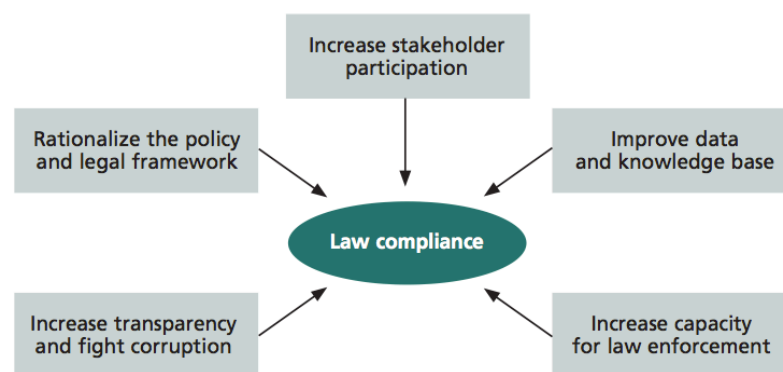 Increase stakeholder
participation
Rationalize the policy
and legal framework
Improve data
and knowledge base
Law compliance
Increase transparency
and fight corruption
Increase capacity
for law enforcement